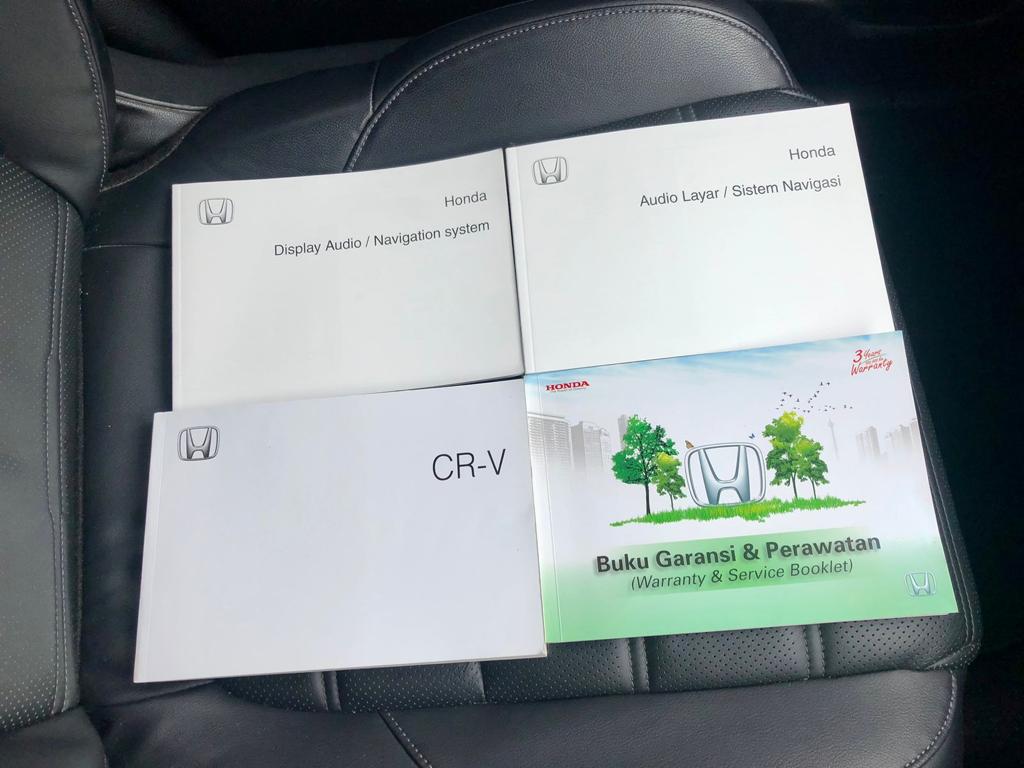 Honda
Display Audio / Navigation system
Honda
Audio Layar / Sistem Navigasi
CR-V
HONDA
3 Years
Warranty
Buku Garansi & Perawatan
(Warranty & Service Booklet)